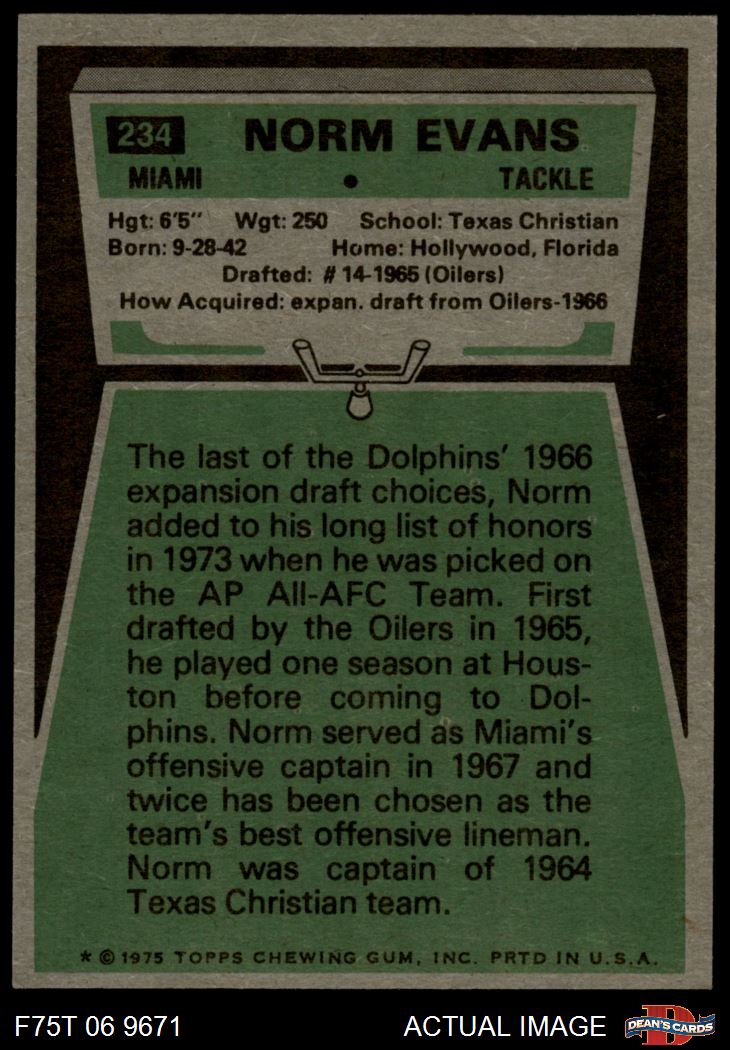 234 NORM EVANS
MIAMI • TACKLE
Hgt: 6'5" Wgt: 250 School: Texas Christian
Born: 9-28-42 Home: Hollywood, Florida
Drafted: # 14-1965 (Oilers)
How Acquired: expan. draft from Oilers-1966
The last of the Dolphins' 1966
expansion draft choices, Norm
added to his long list of honors
in 1973 when he was picked on
the AP All-AFC Team. First
drafted by the Oilers in 1965,
he played one season at Hous-
ton before coming to Dol-
phins. Norm served as Miami's
offensive captain in 1967 and
twice has been chosen as the
team's best offensive lineman.
Norm was captain of 1964
Texas Christian team.
* © 1975 TOPPS CHEWING GUM, INC. PRTD IN U.S.A.
F75T 06 9671 ACTUAL IMAGE D DEAN'S CARDS